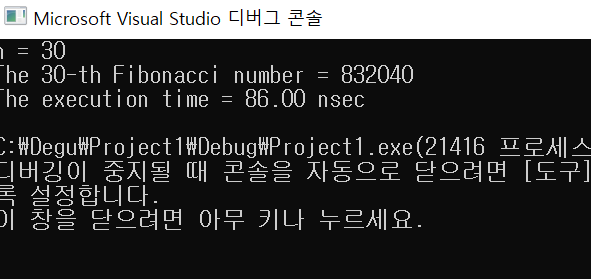 Microsoft Visual Studio 디버그 콘솔
n = 30
The 30-th Fibonacci number = 832040
The execution time = 86.00 nsec
C:\Degu\Project1\Debug\Project1.exe(21416 프로세스
디버깅이 중지될 때 콘솔을 자동으로 닫으려면 [도구]
록 설정합니다.
이 창을 닫으려면 아무 키나 누르세요.